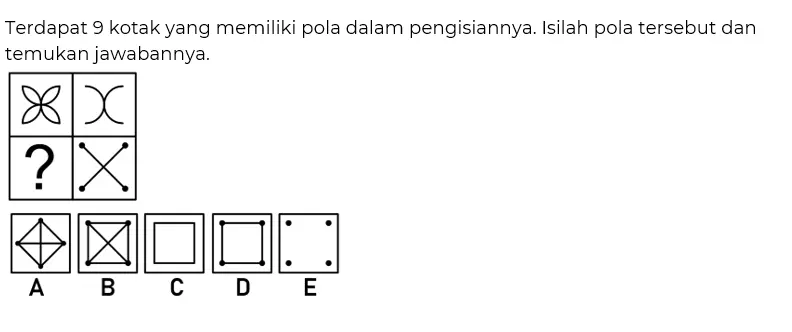 Terdapat 9 kotak yang memiliki pola dalam pengisiannya. Isilah pola tersebut dan
temukan jawabannya.
?
A B C D E